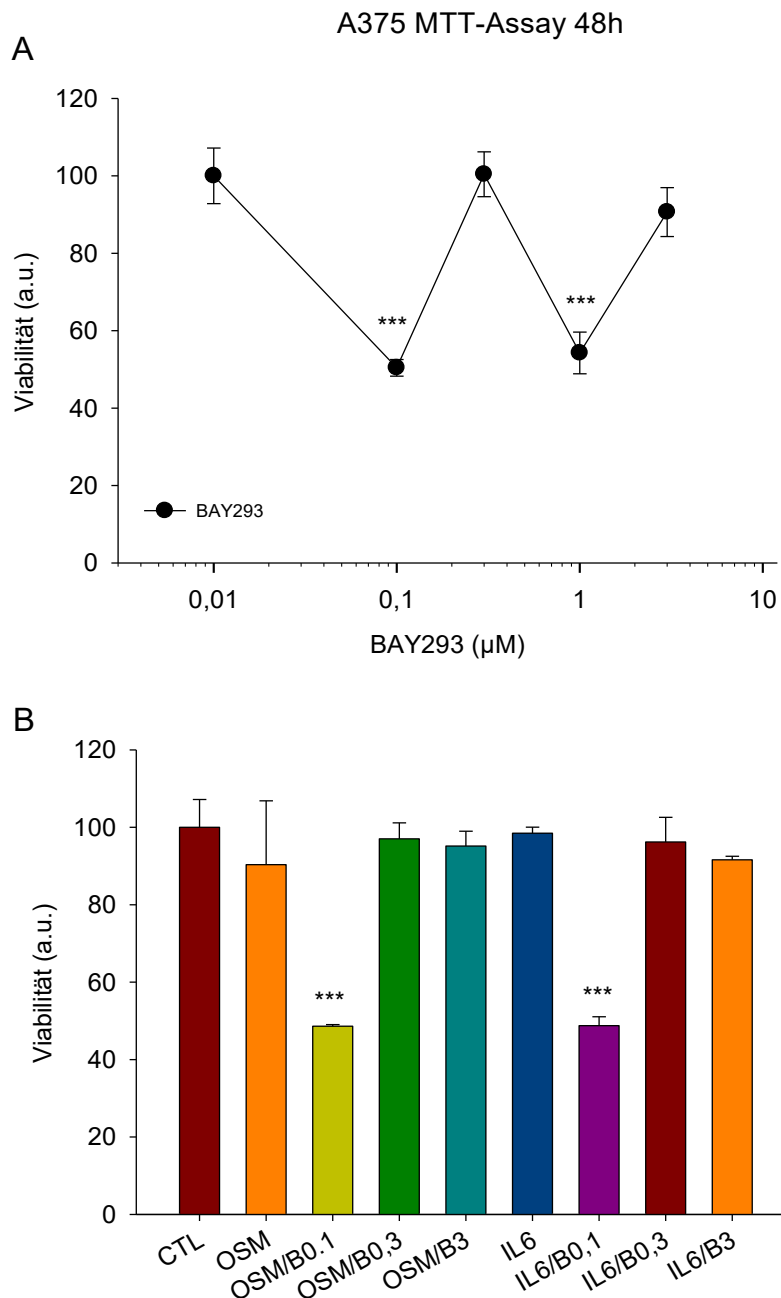 A375 MTT-Assay 48h
A
120
100
80
60
40
20
0
Viabilität (a.u.)
***
***
BAY293
0,01
0,1
1
10
BAY293 (µM)
B
120
100
80
60
40
20
0
Viabilität (a.u.)
***
***
CTL
OSM
OSM/B0.1
OSM/B0,3
OSM/B3
IL6
IL6/B0,1
IL6/B0,3
IL6/B3